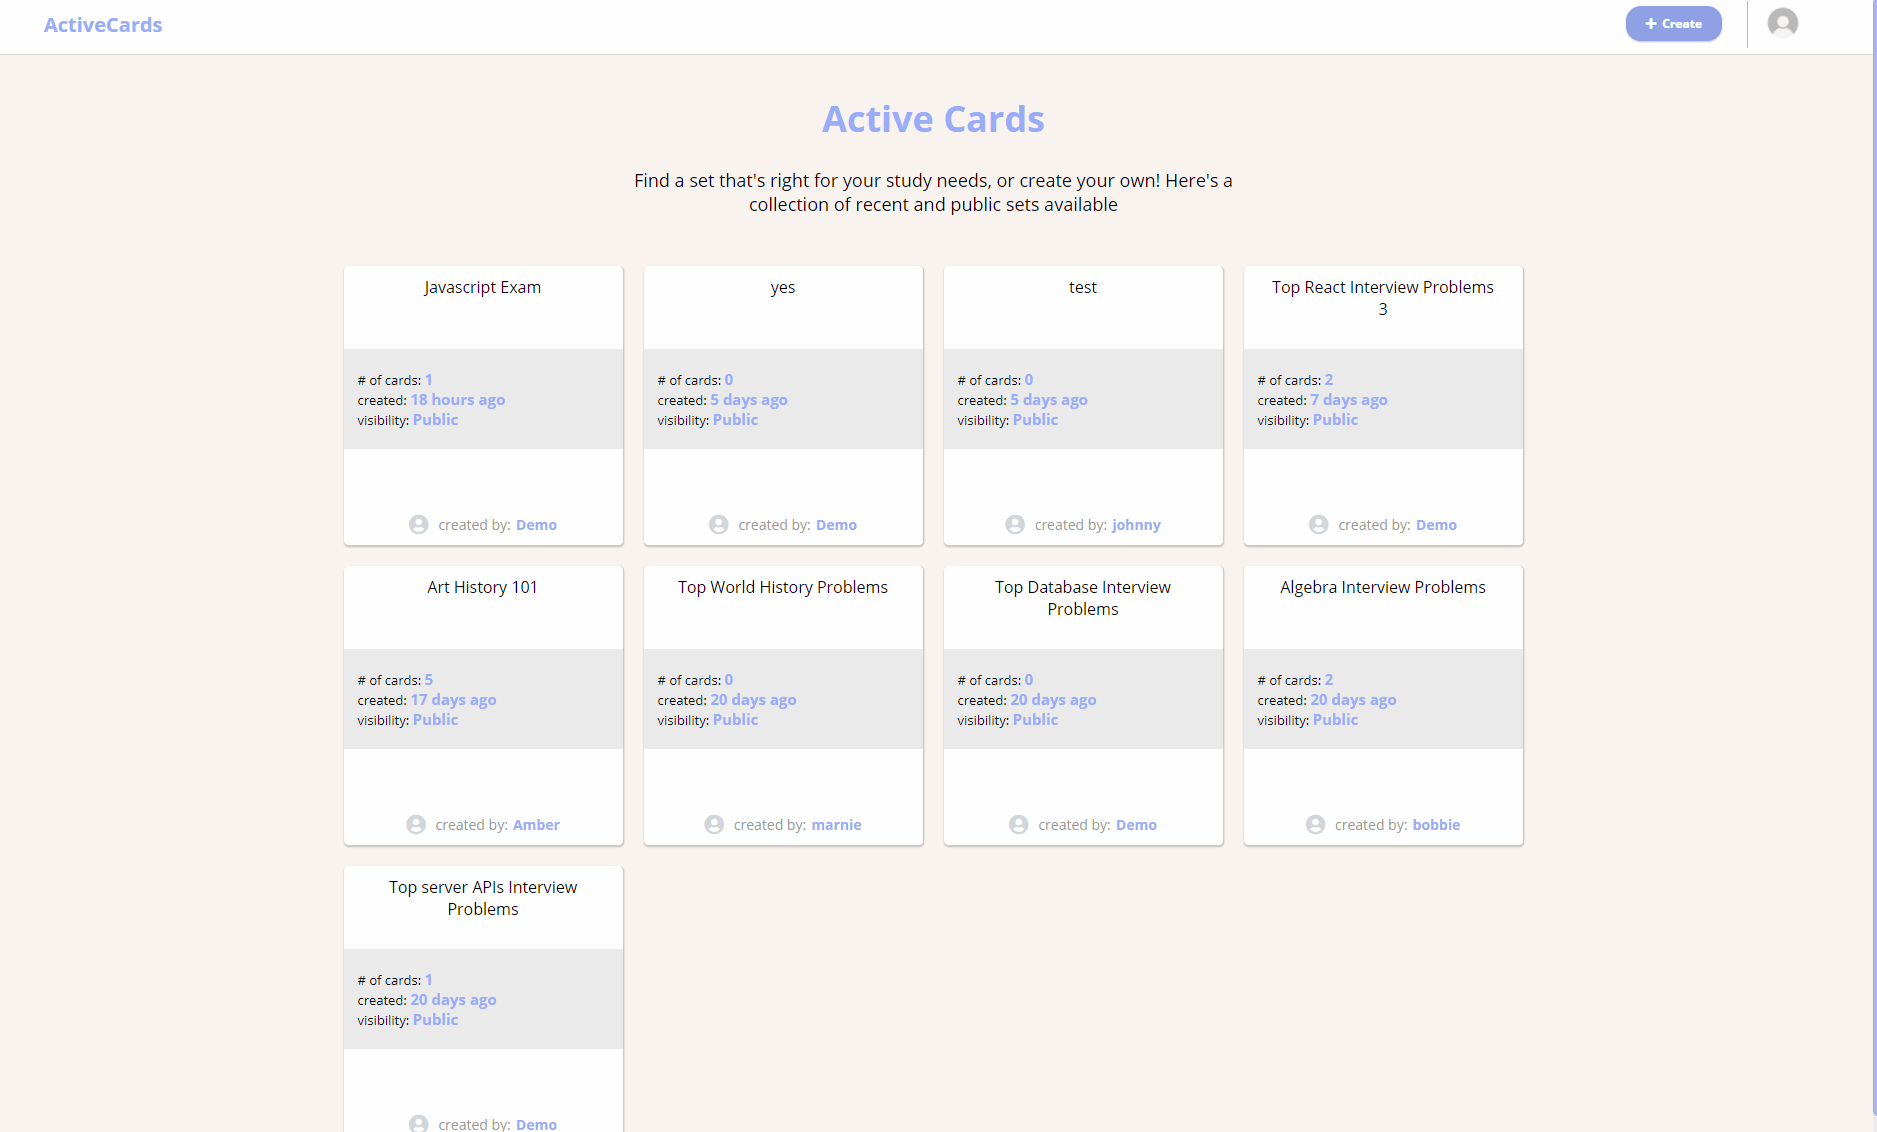 ActiveCards
Create
Active Cards
Find a set that's right for your study needs, or create your own! Here's a
collection of recent and public sets available
Javascript Exam
# of cards: 1
created: 18 hours ago
visibility: Public
created by: Demo
yes
# of cards: 0
created: 5 days ago
visibility: Public
created by: Demo
test
# of cards: 0
created: 5 days ago
visibility: Public
created by: johnny
Top React Interview Problems
3
# of cards: 2
created: 7 days ago
visibility: Public
created by: Demo
Art History 101
# of cards: 5
created: 17 days ago
visibility: Public
created by: Amber
Top World History Problems
# of cards: 0
created: 20 days ago
visibility: Public
created by: marnie
Top Database Interview
Problems
# of cards: 0
created: 20 days ago
visibility: Public
created by: Demo
Algebra Interview Problems
# of cards: 2
created: 20 days ago
visibility: Public
created by: bobbie
Top server APIs Interview
Problems
# of cards: 1
created: 20 days ago
visibility: Public
created by: Demo